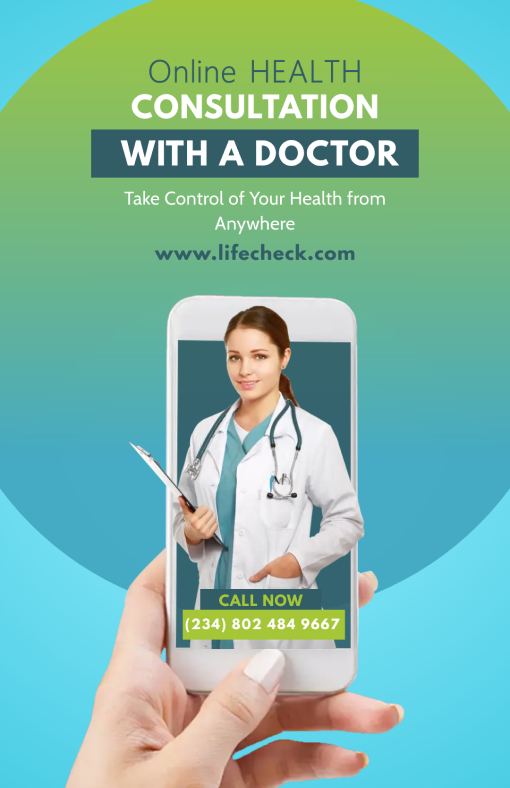 Online HEALTH
CONSULTATION
WITH A DOCTOR
Take Control of Your Health from
Anywhere
www.lifecheck.com
CALL NOW
(234) 802 484 9667